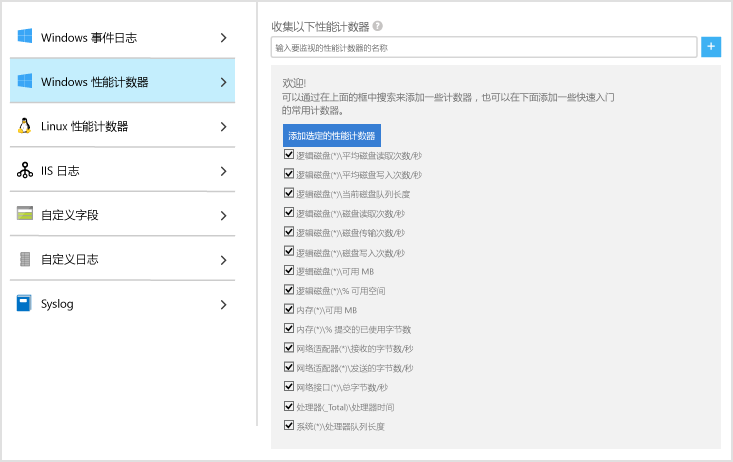 Windows 事件日志
Windows 性能计数器
Linux 性能计数器
IIS 日志
自定义字段
自定义日志
Syslog
收集以下性能计数器 ?
输入要监视的性能计数器的名称
+
欢迎!
可以通过在上面的框中搜索来添加一些计数器，也可以在下面添加一些快速入门
的常用计数器。
添加选定的性能计数器
逻辑磁盘(*)\平均磁盘读取次数/秒
逻辑磁盘(*)\平均磁盘写入次数/秒
逻辑磁盘(*)\当前磁盘队列长度
逻辑磁盘(*)\磁盘读取次数/秒
逻辑磁盘(*)\磁盘传输次数/秒
逻辑磁盘(*)\磁盘写入次数/秒
逻辑磁盘(*)\可用 MB
逻辑磁盘(*)\% 可用空间
内存(*)\可用 MB
内存(*)\% 提交的已使用字节数
网络适配器(*)\接收的字节数/秒
网络适配器(*)\发送的字节数/秒
网络接口(*)\总字节数/秒
处理器(_Total)\处理器时间
系统(*)\处理器队列长度